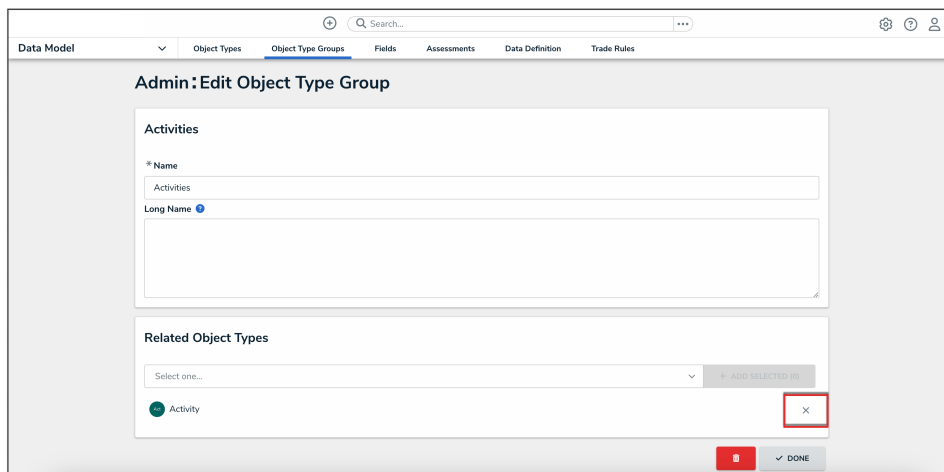 Search...
Data Model
Object Types
Object Type Groups
Fields
Assessments
Data Definition
Trade Rules
Admin: Edit Object Type Group
Activities
* Name
Activities
Long Name ?
Related Object Types
Select one...
+ ADD SELECTED (0)
Act Activity
✓ DONE